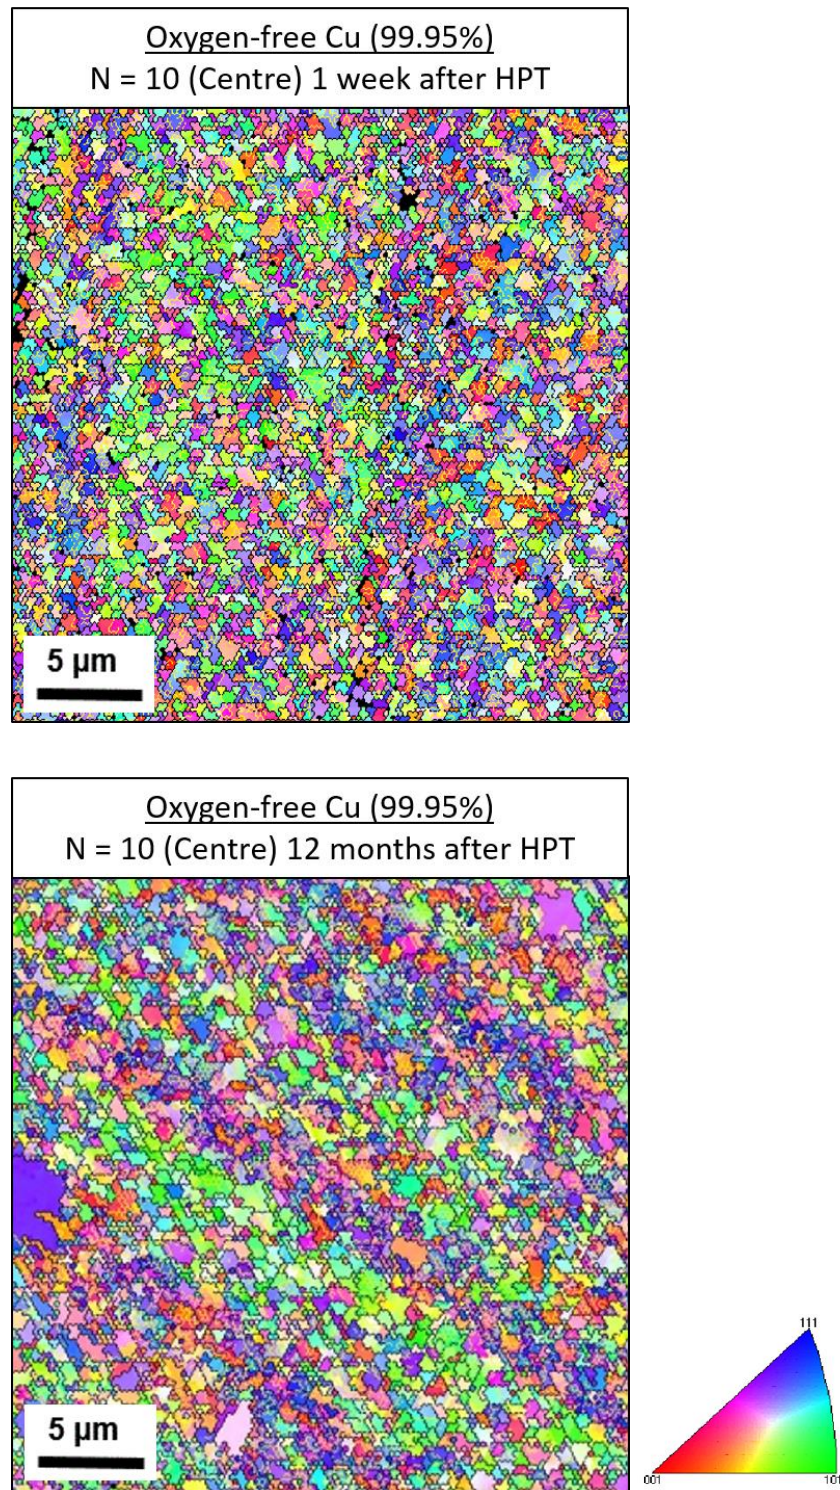 Oxygen-free Cu (99.95%)
N = 10 (Centre) 1 week after HPT
5 μm
Oxygen-free Cu (99.95%)
N = 10 (Centre) 12 months after HPT
5 μm
111
001
101